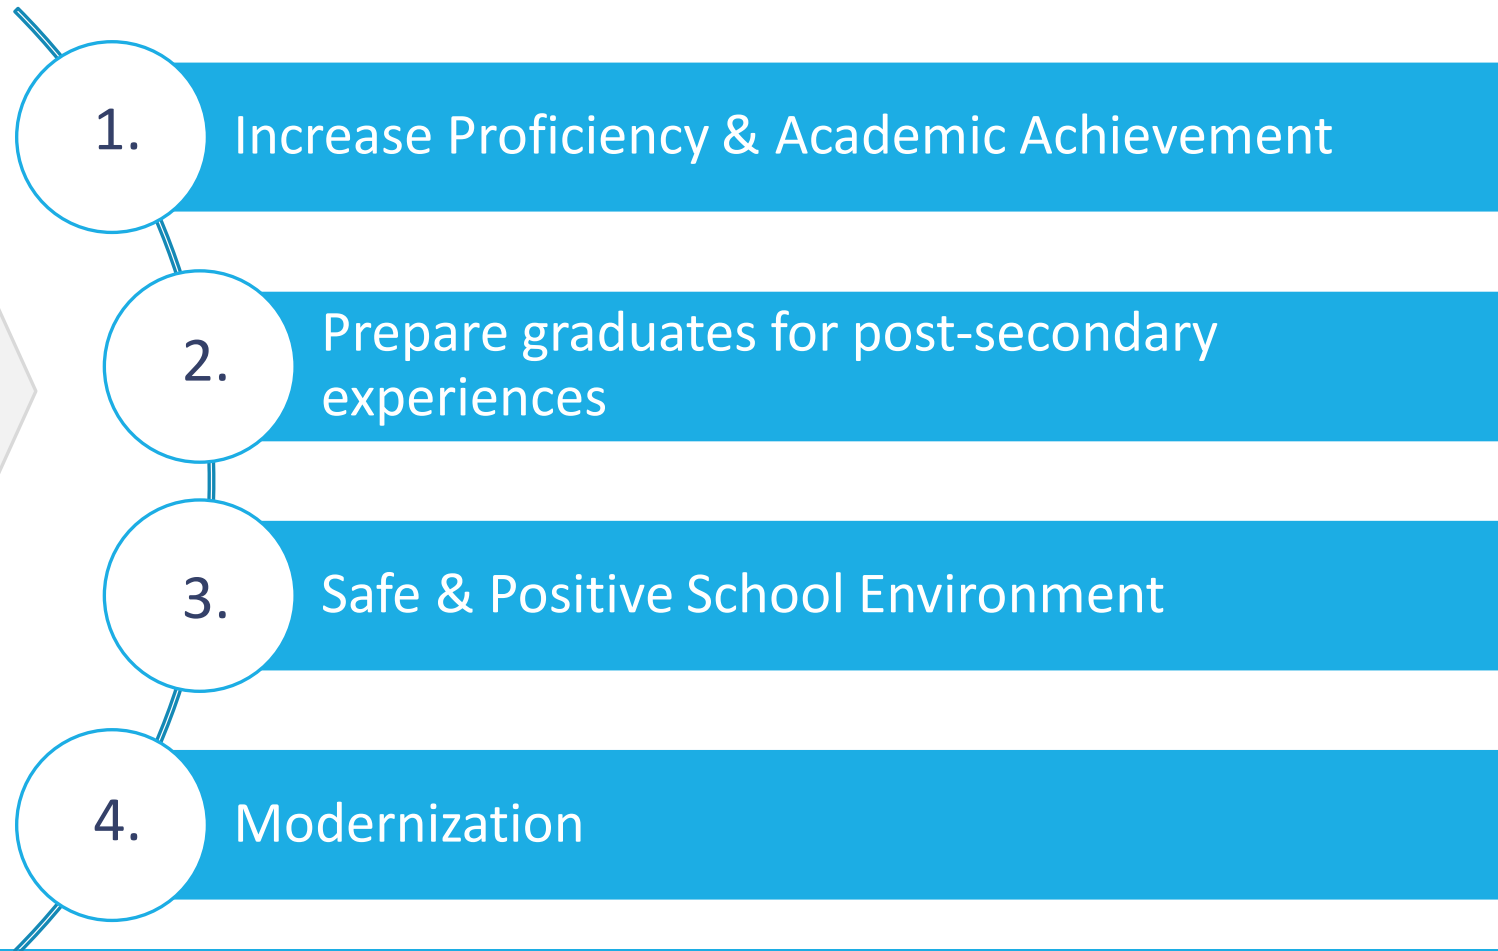 1.
Increase Proficiency & Academic Achievement
2.
Prepare graduates for post-secondary
experiences
3.
Safe & Positive School Environment
4.
Modernization